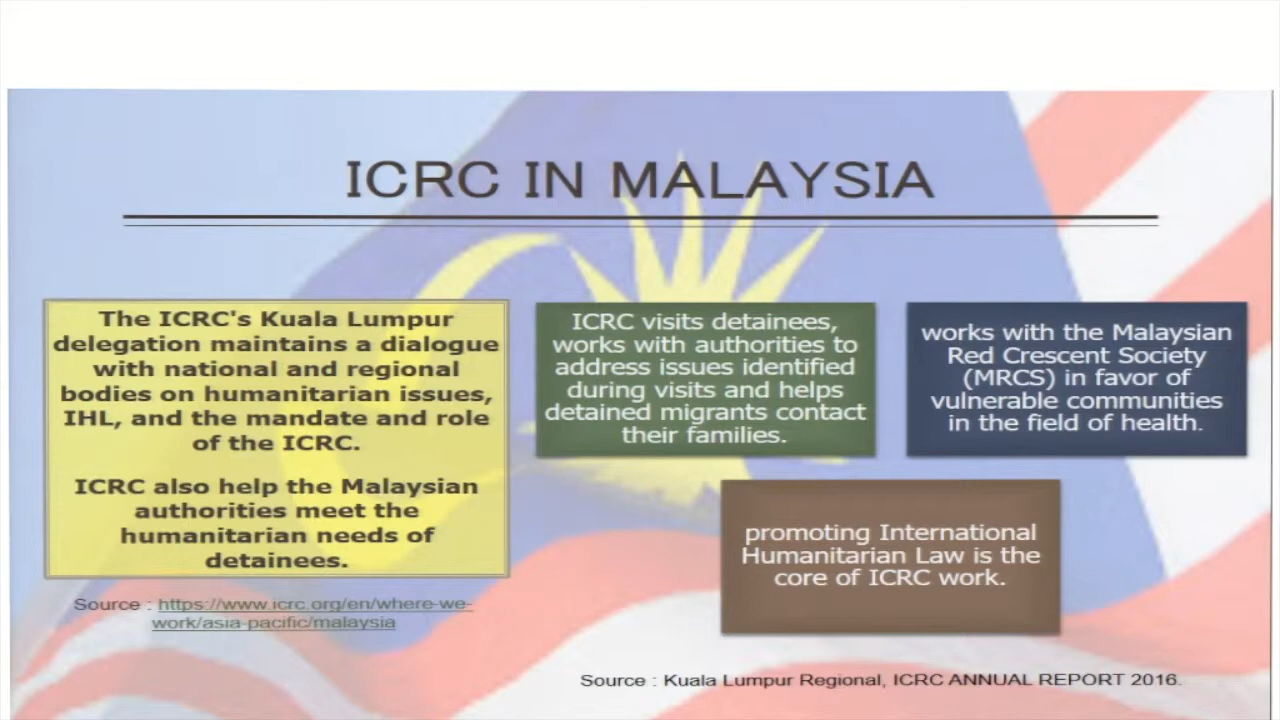 ICRC IN MALAYSIA
The ICRC's Kuala Lumpur
delegation maintains a dialogue
with national and regional
bodies on humanitarian issues,
IHL, and the mandate and role
of the ICRC.
ICRC also help the Malaysian
authorities meet the
humanitarian needs of
detainees.
Source : https://www.icrc.org/en/where-we-
work/asia-pacific/malaysia
ICRC visits detainees,
works with authorities to
address issues identified
during visits and helps
detained migrants contact
their families.
works with the Malaysian
Red Crescent Society
(MRCS) in favor of
vulnerable communities
in the field of health.
promoting International
Humanitarian Law is the
core of ICRC work.
Source : Kuala Lumpur Regional, ICRC ANNUAL REPORT 2016.